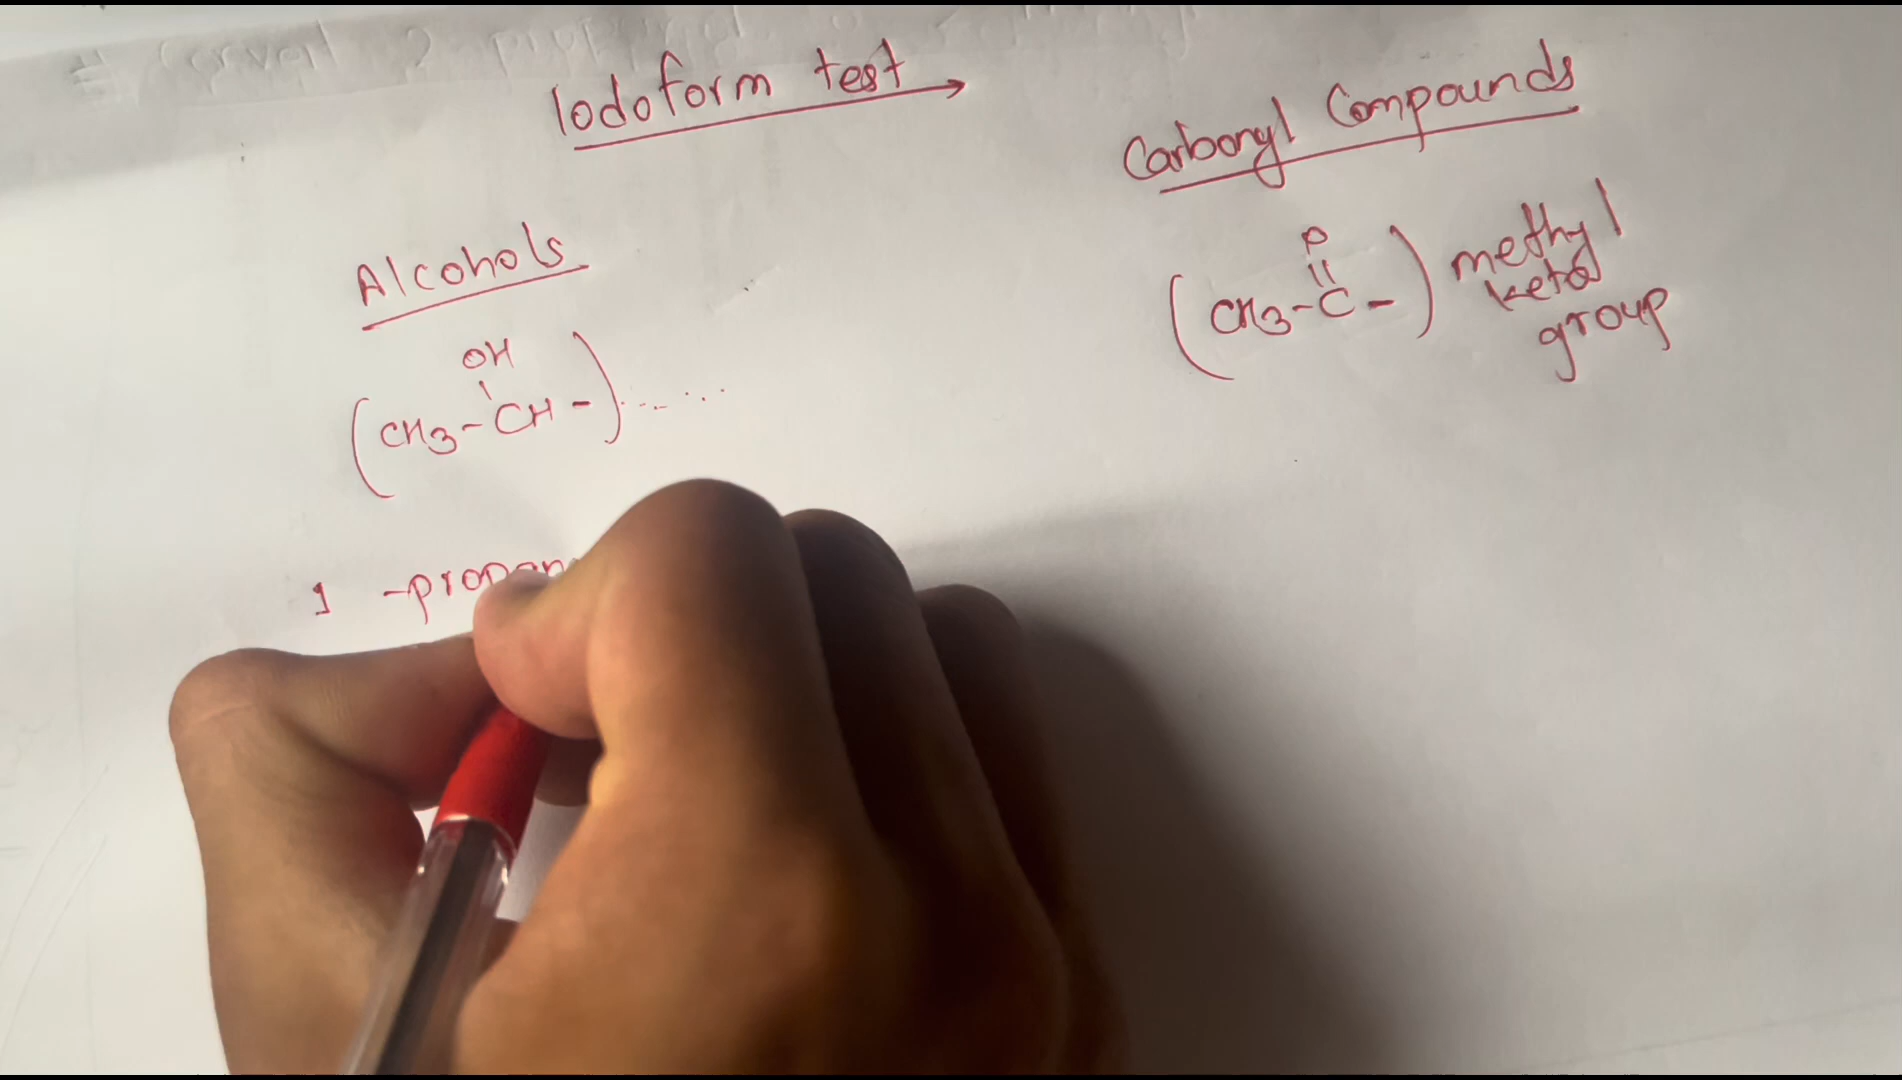 Iodoform test
Carbonyl Compounds
Alcohols
OH
(CH3-CH-).........
O
||
(CH3-C-) methyl
keto
group
1 -propan